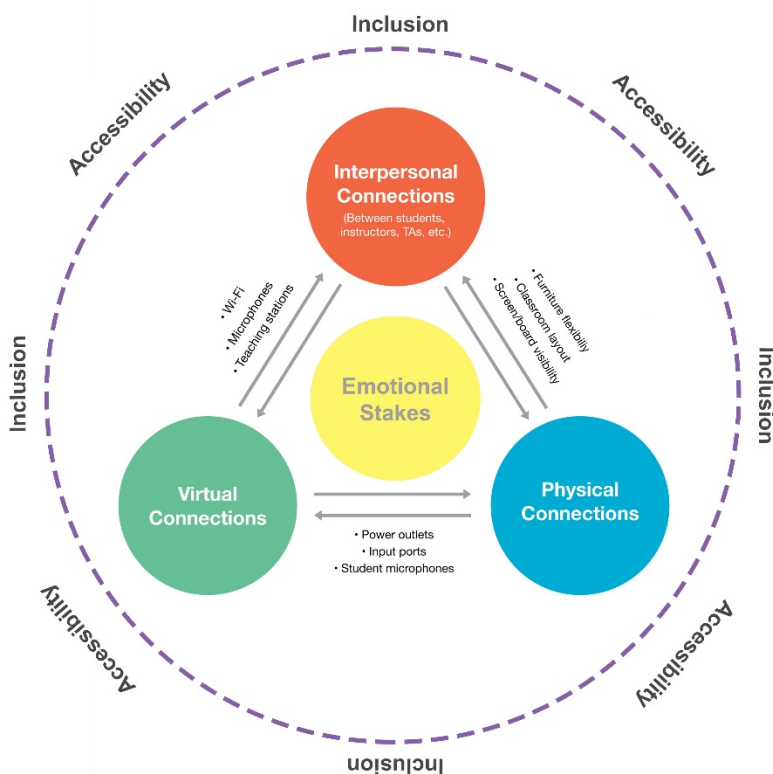 Inclusion
Accessibility
Accessibility
Interpersonal
Connections
(Between students,
instructors, TAs, etc.)
• Wi-Fi
• Microphones
• Teaching stations
• Furniture flexibiliy
• Classroom layout
• Screen/board visibility
Inclusion
Emotional
Stakes
Inclusion
Virtual
Connections
Physical
Connections
• Power outlets
• Input ports
• Student microphones
Accessibility
Accessibility
Inclusion